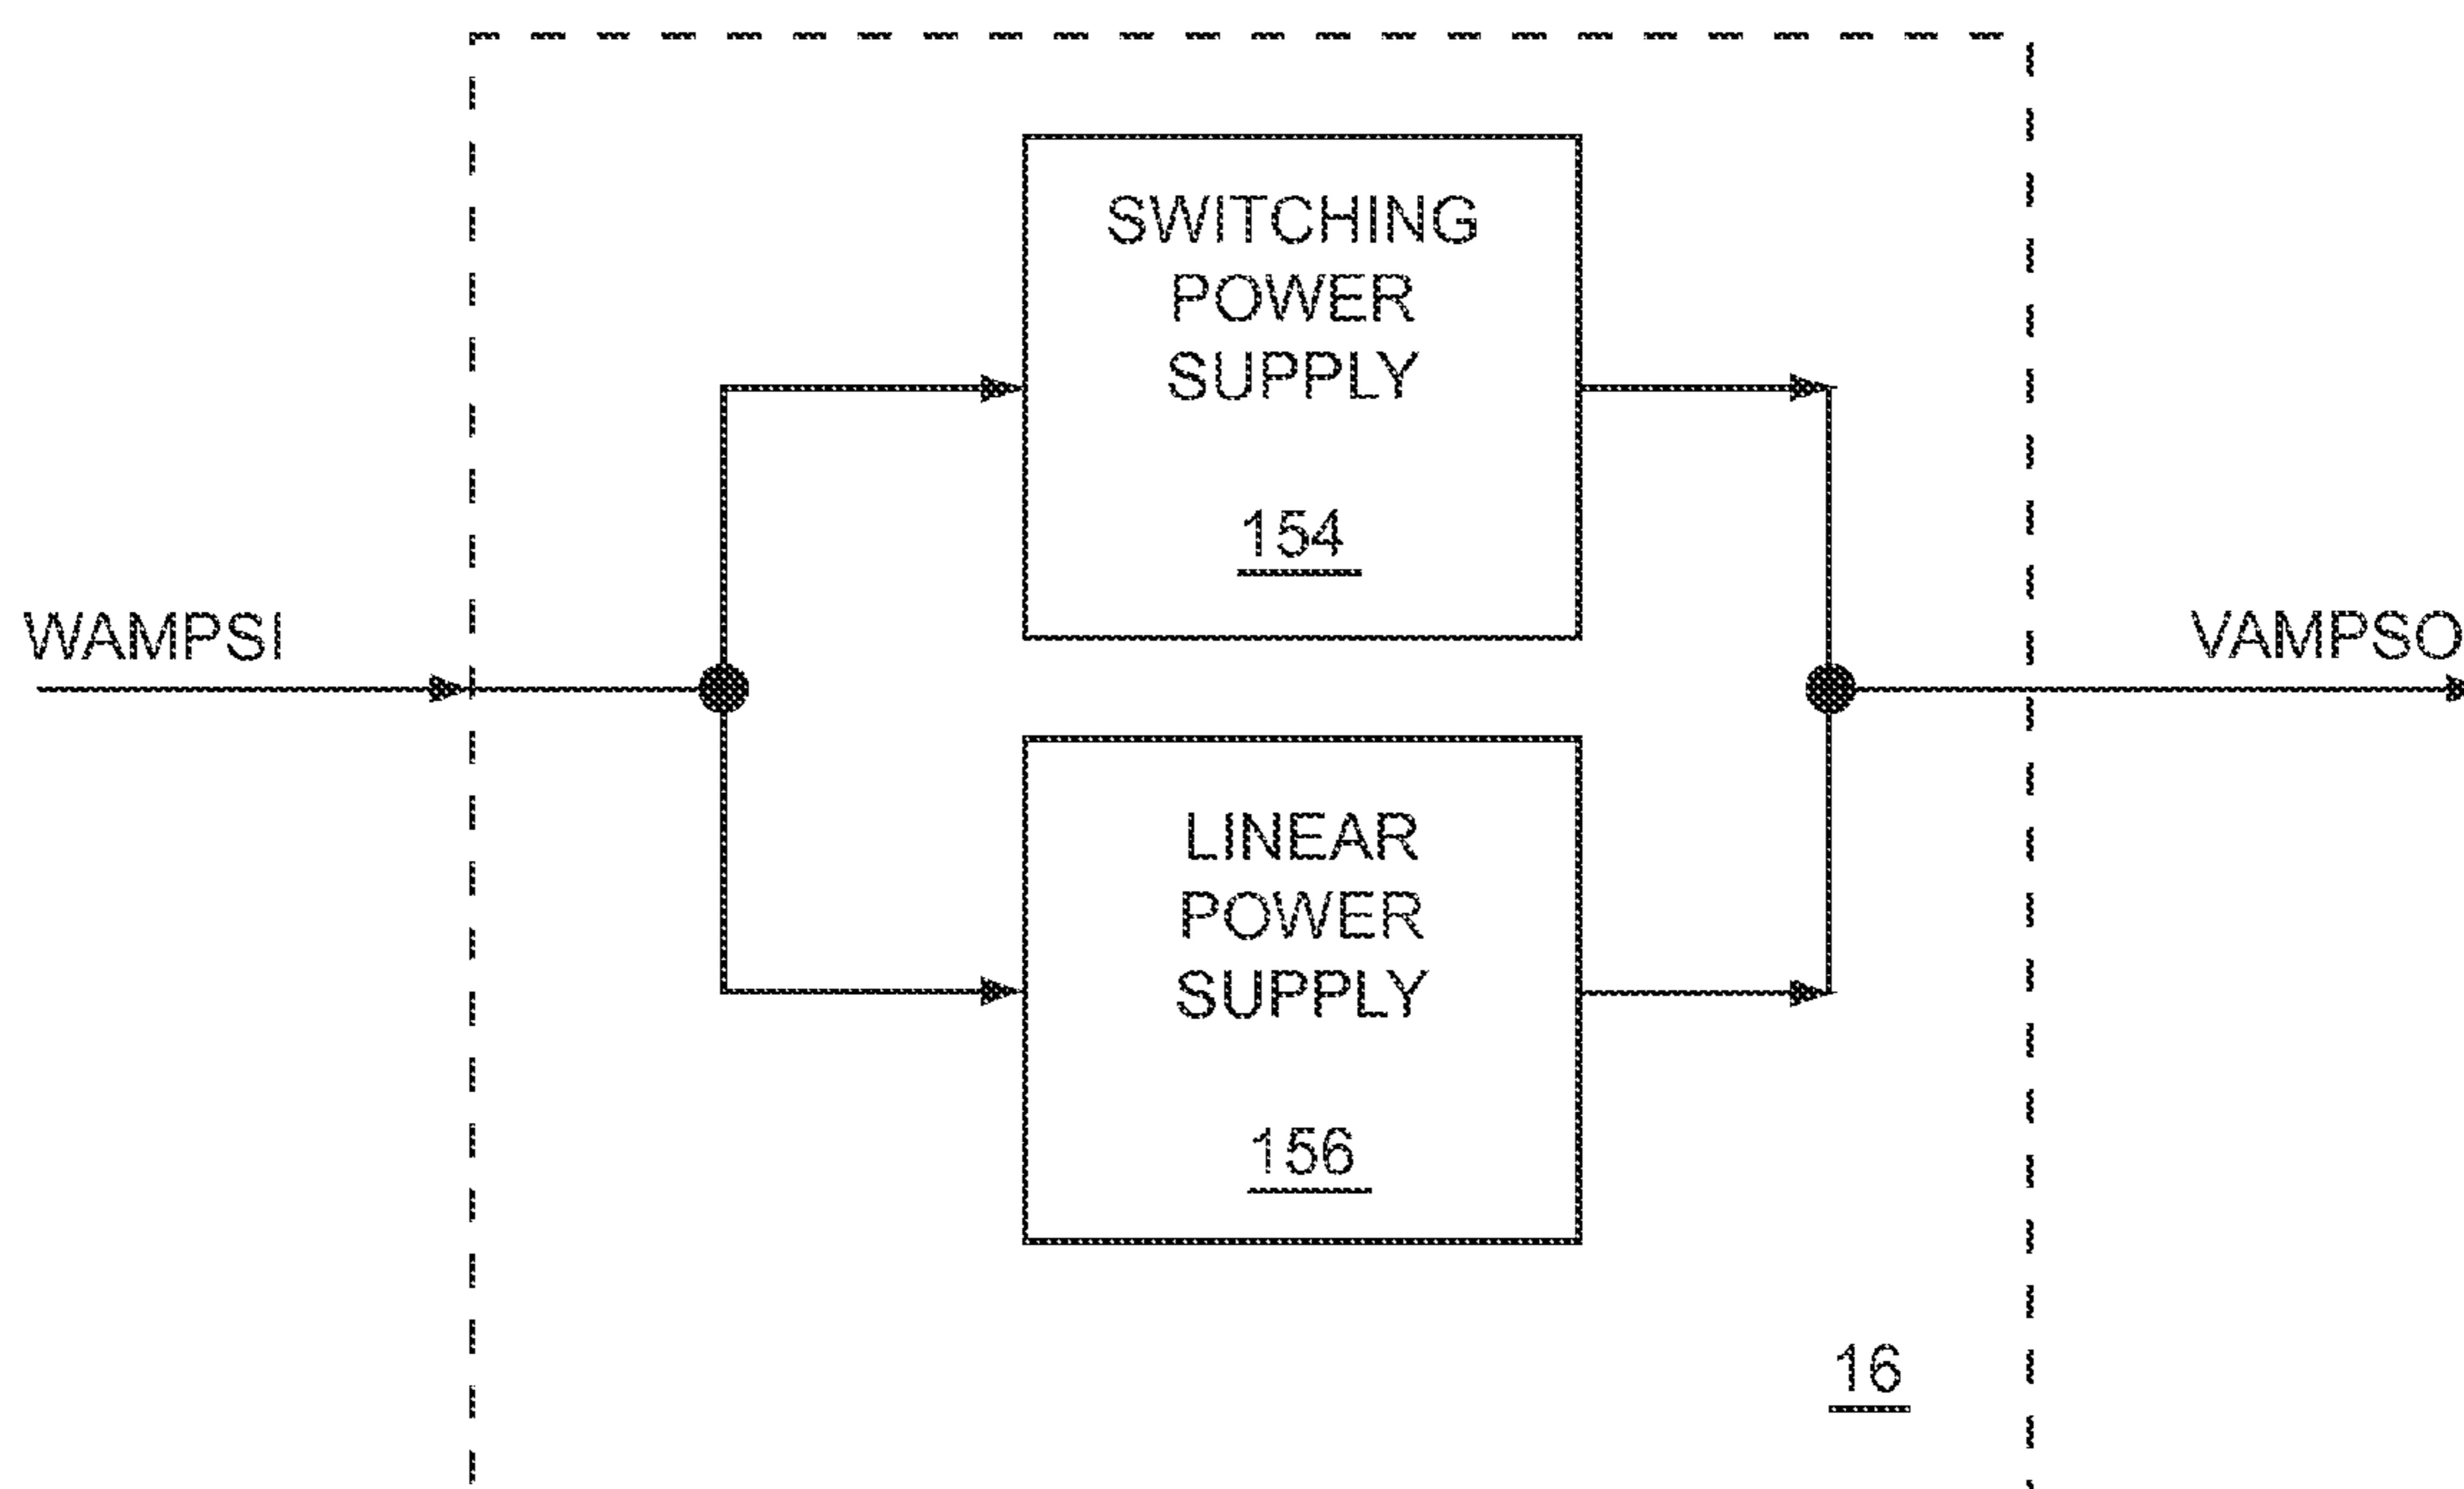 SWITCHING
POWER
SUPPLY
154
WAMPSI
VAMPSO
LINEAR
POWER
SUPPLY
156
16